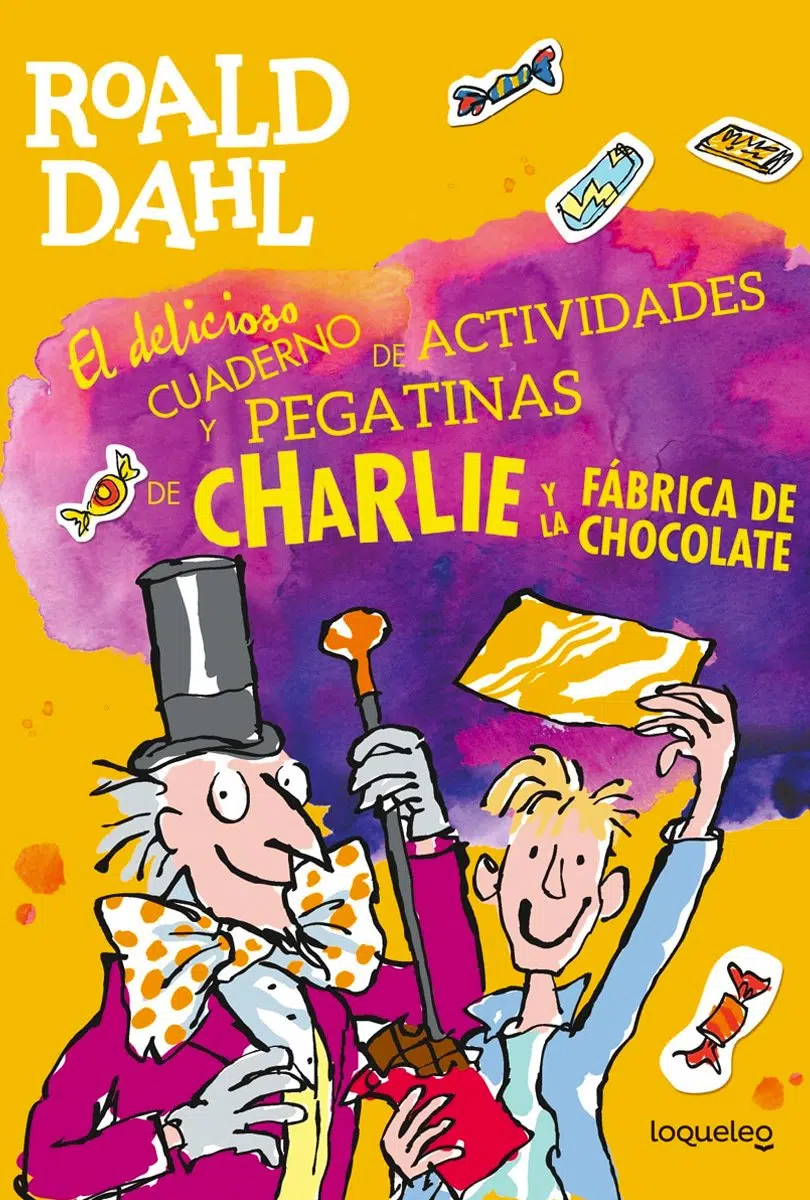 ROALD
DAHL
El delicioso
CUADERNO DE ACTIVIDADES
Y PEGATINAS
DE CHARLIE Y LA FÁBRICA DE
CHOCOLATE
loqueleo